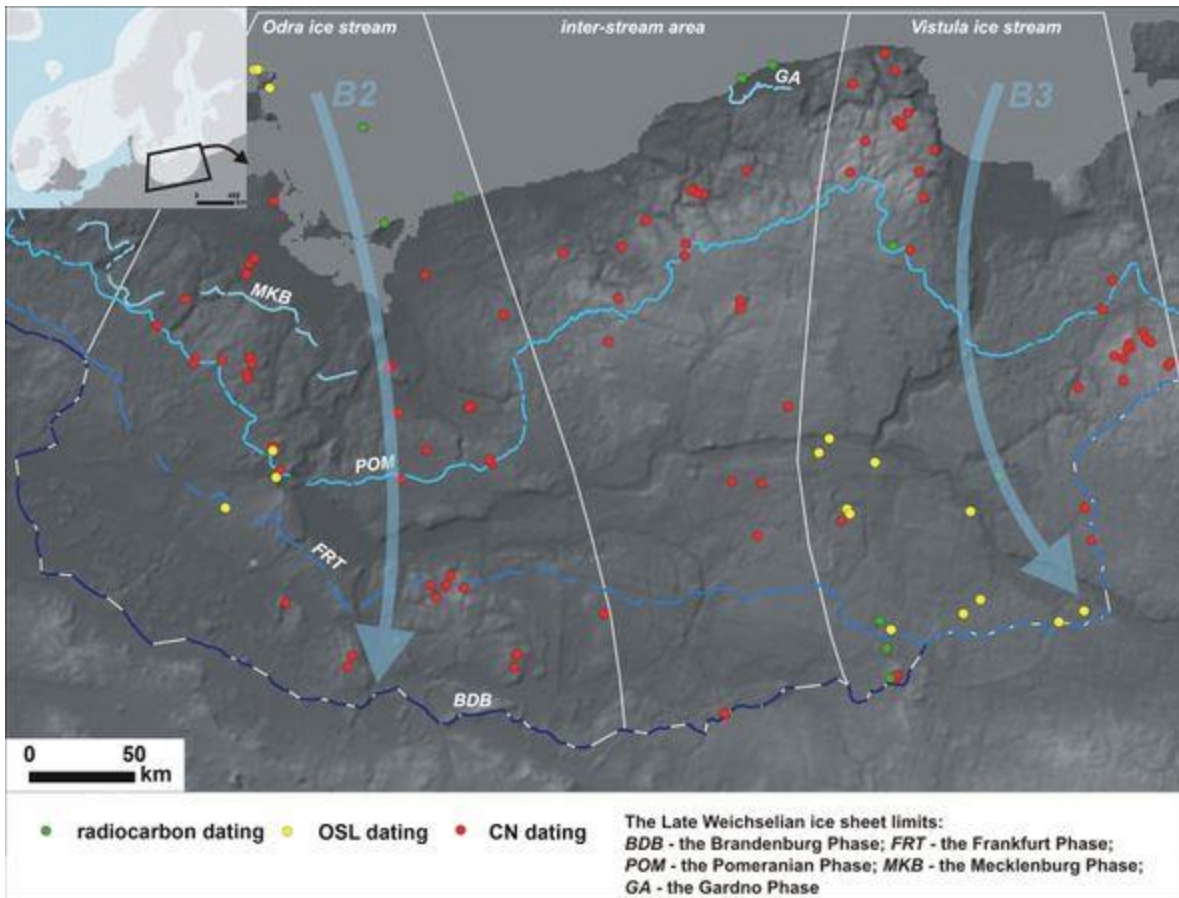 Odra ice stream
inter-stream area
Vistula ice stream
B2
GA
B3
0
km
MKB
POM
FRT
BDB
0 50
km
radiocarbon dating OSL dating CN dating
The Late Weichselian ice sheet limits:
BDB - the Brandenburg Phase; FRT - the Frankfurt Phase;
POM - the Pomeranian Phase; MKB - the Mecklenburg Phase;
GA - the Gardno Phase